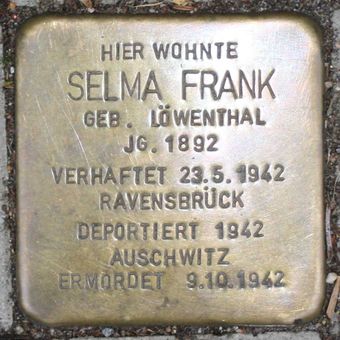 HIER WOHNTE
SELMA FRANK
GEB. LÖWENTHAL
JG. 1892
VERHAFTET 23.5.1942
RAVENSBRÜCK
DEPORTIERT 1942
AUSCHWITZ
ERMORDET 9.10.1942